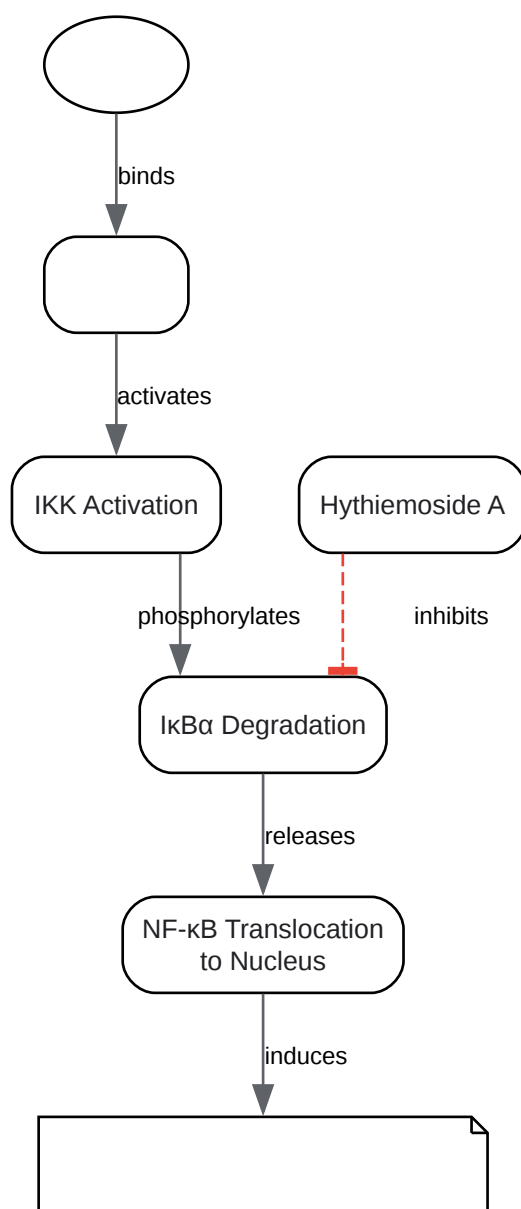 binds
activates
IKK Activation
Hythiemoside A
phosphorylates
inhibits
IκBα Degradation
releases
NF-κB Translocation
to Nucleus
induces